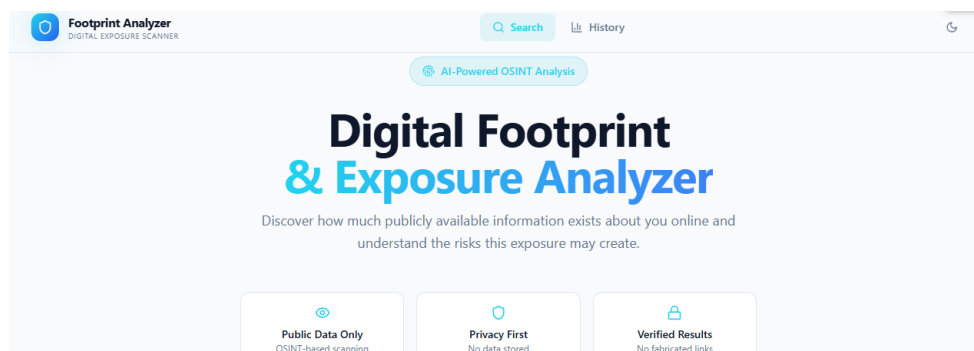 Footprint Analyzer
DIGITAL EXPOSURE SCANNER
Search
History
AI-Powered OSINT Analysis
Digital Footprint
& Exposure Analyzer
Discover how much publicly available information exists about you online and
understand the risks this exposure may create.
Public Data Only
OSINT-based scanning
Privacy First
No data stored
Verified Results
No fabricated links